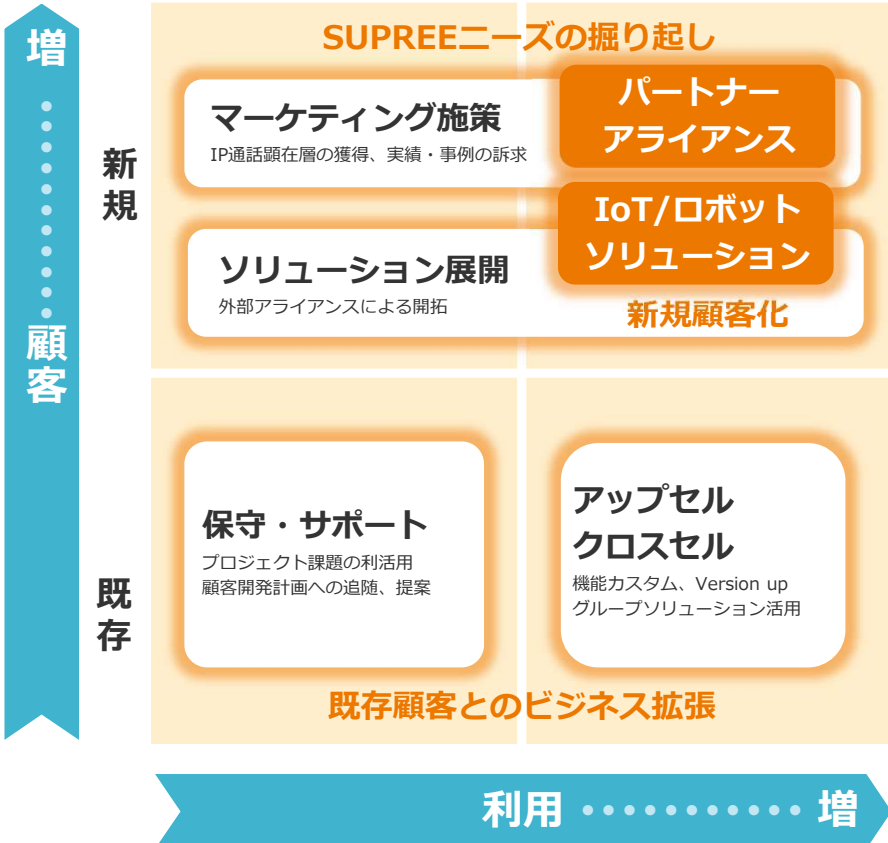 増
顧客
新規
既存
SUPREEニーズの掘り起し
マーケティング施策
IP通話顕在層の獲得、実績・事例の訴求
パートナー
アライアンス
IoT/ロボット
ソリューション
ソリューション展開
外部アライアンスによる開拓
新規顧客化
保守・サポート
プロジェクト課題の利活用
顧客開発計画への追随、提案
アップセル
クロスセル
機能カスタム、Version up
グループソリューション活用
既存顧客とのビジネス拡張
利用 ・・・・・・・・・・・ 増